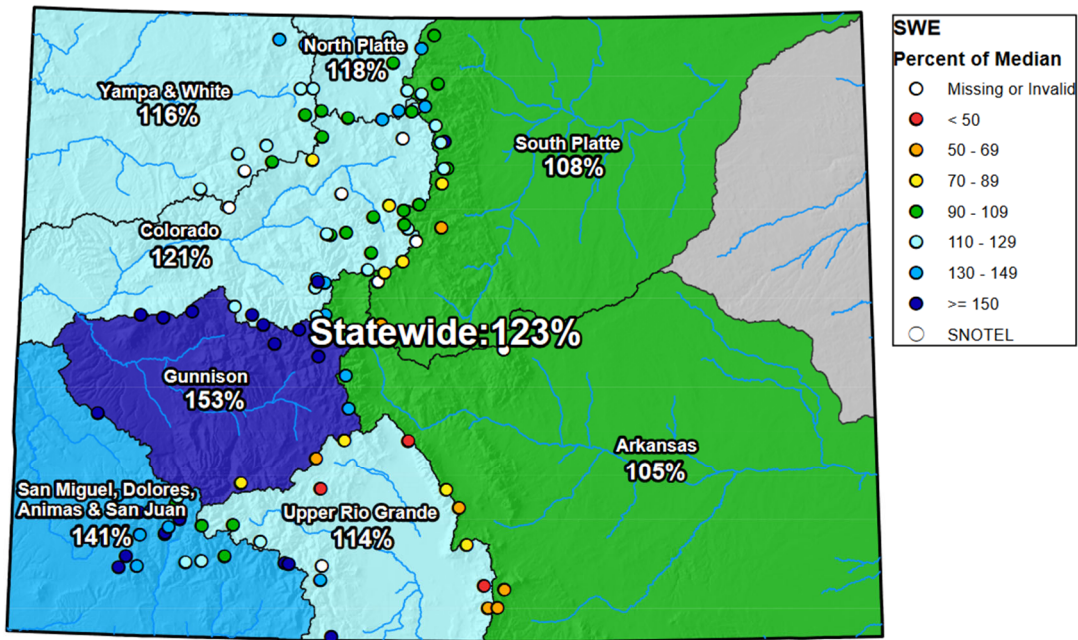 North Platte
118%
Yampa & White
116%
South Platte
108%
Colorado
121%
Statewide:123%
Gunnison
153%
Arkansas
105%
San Miguel, Dolores,
Animas & San Juan
141%
Upper Rio Grande
114%
SWE
Percent of Median
Missing or Invalid
< 50
50 - 69
70 - 89
90 - 109
110 - 129
130 - 149
>= 150
SNOTEL